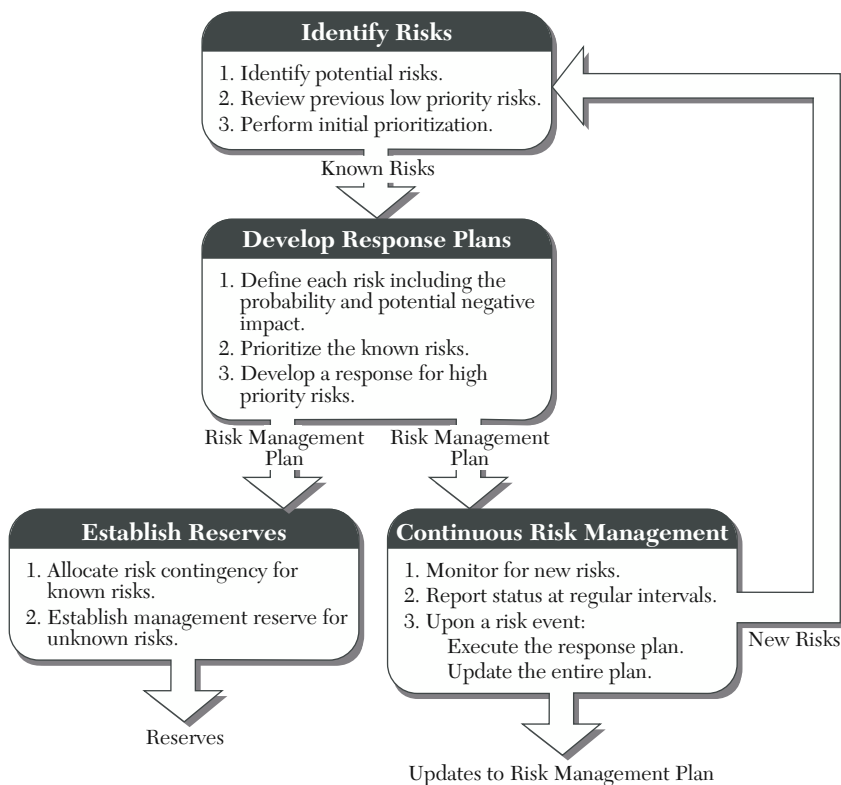 Identify Risks
1. Identify potential risks.
2. Review previous low priority risks.
3. Perform initial prioritization.
Known Risks
Develop Response Plans
1. Define each risk including the
probability and potential negative
impact.
2. Prioritize the known risks.
3. Develop a response for high
priority risks.
Risk Management
Plan
Risk Management
Plan
Establish Reserves
1. Allocate risk contingency for
known risks.
2. Establish management reserve for
unknown risks.
Reserves
Continuous Risk Management
1. Monitor for new risks.
2. Report status at regular intervals.
3. Upon a risk event:
Execute the response plan.
Update the entire plan.
New Risks
Updates to Risk Management Plan